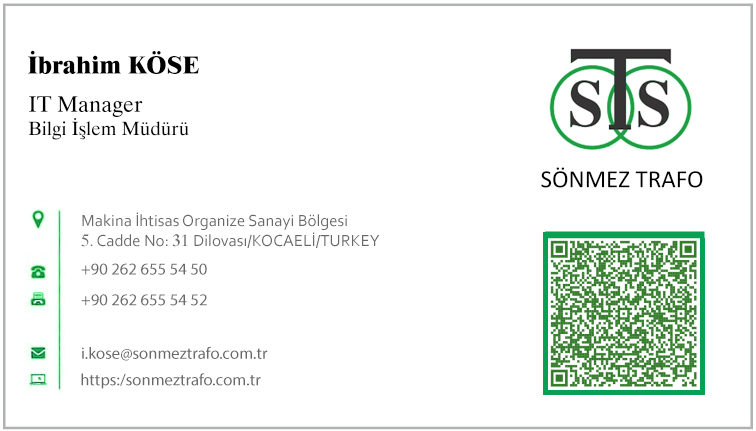 İbrahim KÖSE
IT Manager
Bilgi İşlem Müdürü
STS
SÖNMEZ TRAFO
Makina İhtisas Organize Sanayi Bölgesi
5. Cadde No: 31 Dilovası/KOCAELİ/TURKEY
+90 262 655 54 50
+90 262 655 54 52
i.kose@sonmeztrafo.com.tr
https:/sonmeztrafo.com.tr